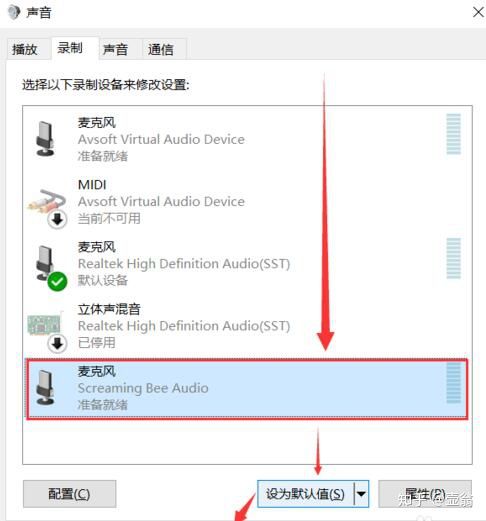 声音
播放 录制 声音 通信
选择以下录制设备来修改设置:
麦克风
Avsoft Virtual Audio Device
准备就绪
MIDI
Avsoft Virtual Audio Device
当前不可用
麦克风
Realtek High Definition Audio(SST)
默认设备
立体声混音
Realtek High Definition Audio(SST)
已停用
麦克风
Screaming Bee Audio
准备就绪
配置(C) 设为默认值(S) 属性(P)
知乎 @壶翁